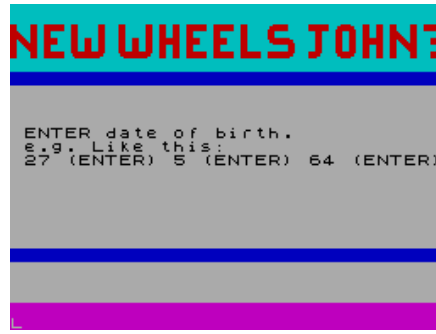 NEW WHEELS JOHN?
ENTER date of birth.
e.g. Like this:
27 (ENTER) 5 (ENTER) 64 (ENTER)
L